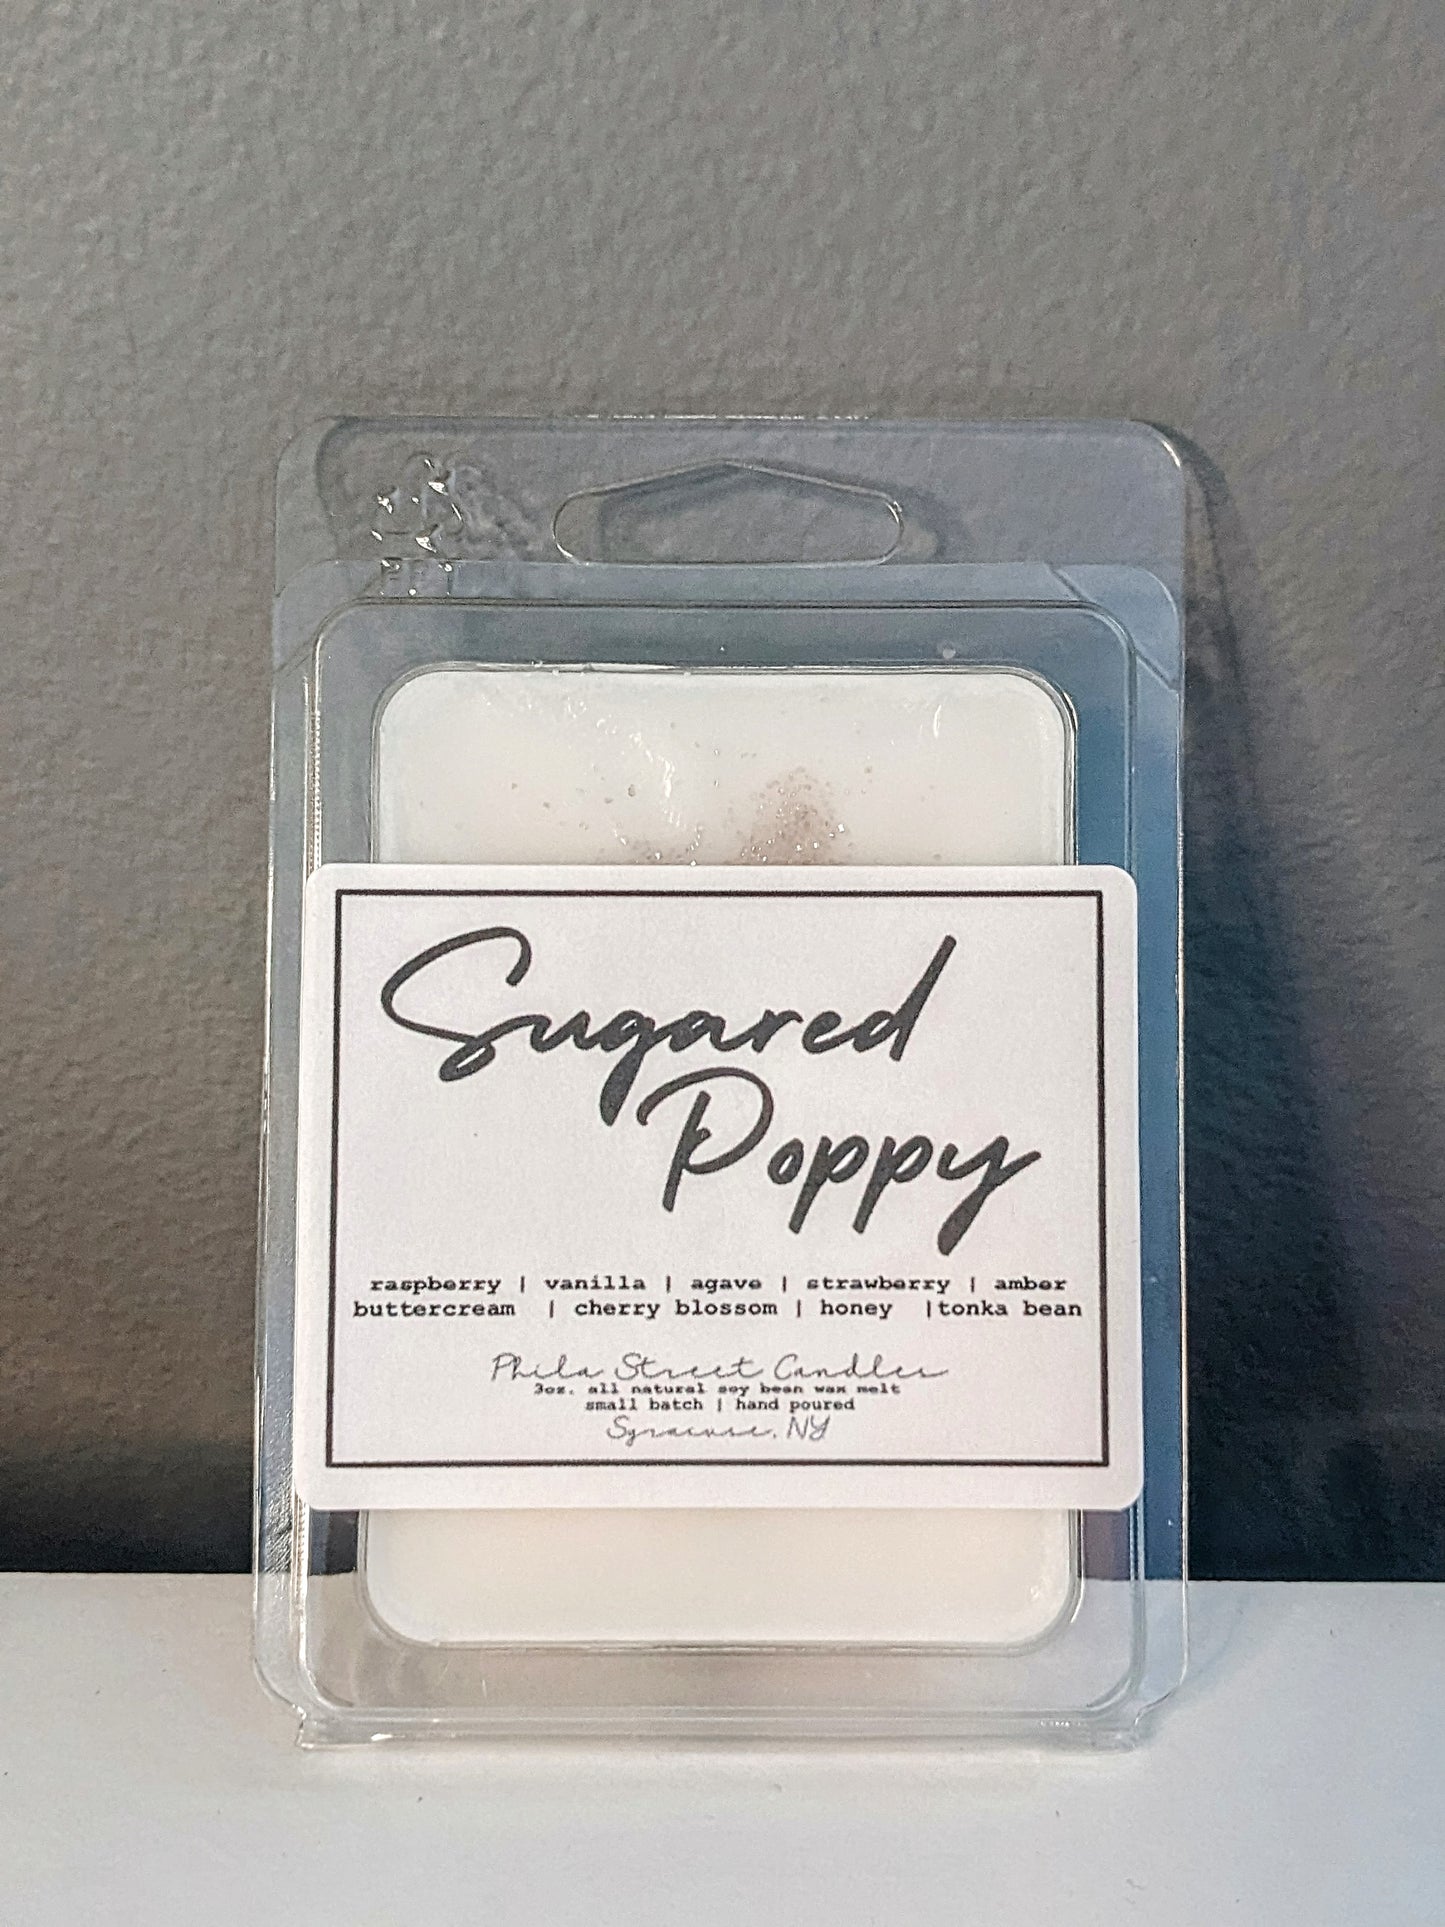 Sugared
Poppy
raspberry | vanilla | agave | strawberry | amber
buttercream | cherry blossom | honey |tonka bean
Phila Street Candles
3oz. all natural soy bean wax melt
small batch | hand poured
Syracuse, NY